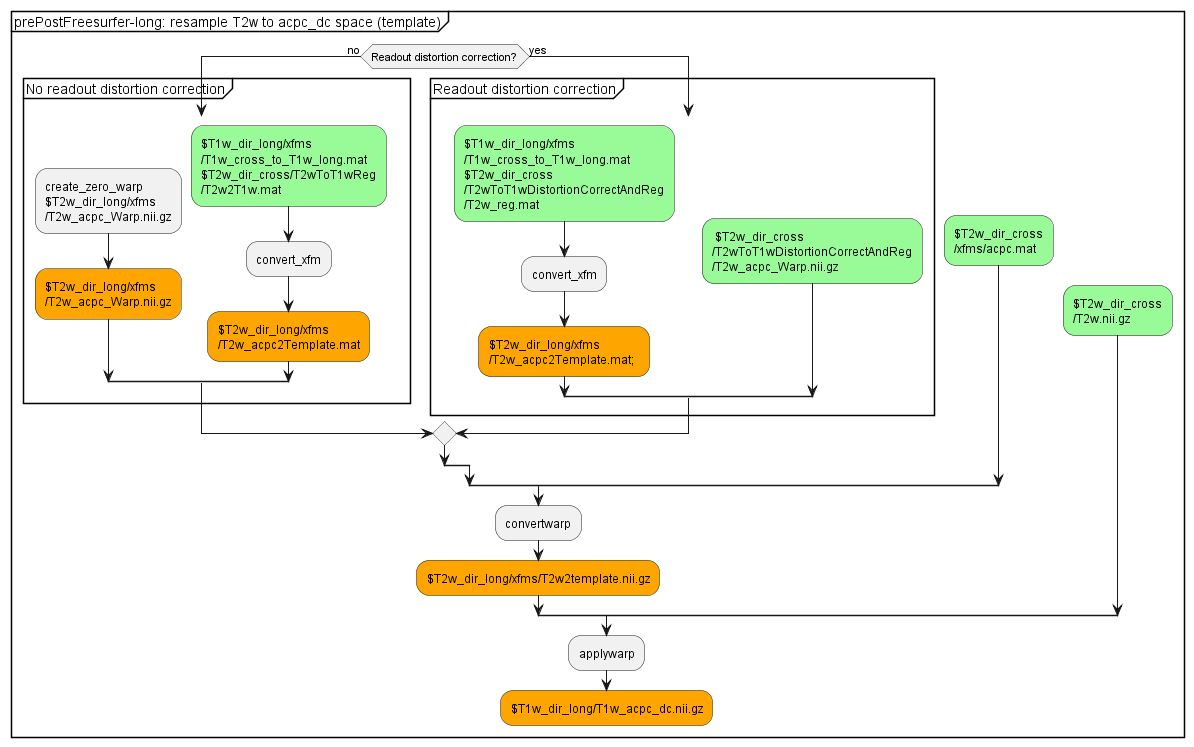 prePostFreesurfer-long: resample T2w to acpc_dc space (template)
no
Readout distortion correction?
yes
No readout distortion correction
create_zero_warp
$T2w_dir_long/xfms
/T2w_acpc_Warp.nii.gz
$T2w_dir_long/xfms
/T2w_acpc_Warp.nii.gz
$T1w_dir_long/xfms
/T1w_cross_to_T1w_long.mat
$T2w_dir_cross/T2wToT1wReg
/T2w2T1w.mat
convert_xfm
$T2w_dir_long/xfms
/T2w_acpc2Template.mat
Readout distortion correction
$T1w_dir_long/xfms
/T1w_cross_to_T1w_long.mat
$T2w_dir_cross
/T2wToT1wDistortionCorrectAndReg
/T2w_reg.mat
convert_xfm
$T2w_dir_long/xfms
/T2w_acpc2Template.mat;
$T2w_dir_cross
/T2wToT1wDistortionCorrectAndReg
/T2w_acpc_Warp.nii.gz
$T2w_dir_cross
/xfms/acpc.mat
$T2w_dir_cross
/T2w.nii.gz
convertwarp
$T2w_dir_long/xfms/T2w2template.nii.gz
applywarp
$T1w_dir_long/T1w_acpc_dc.nii.gz